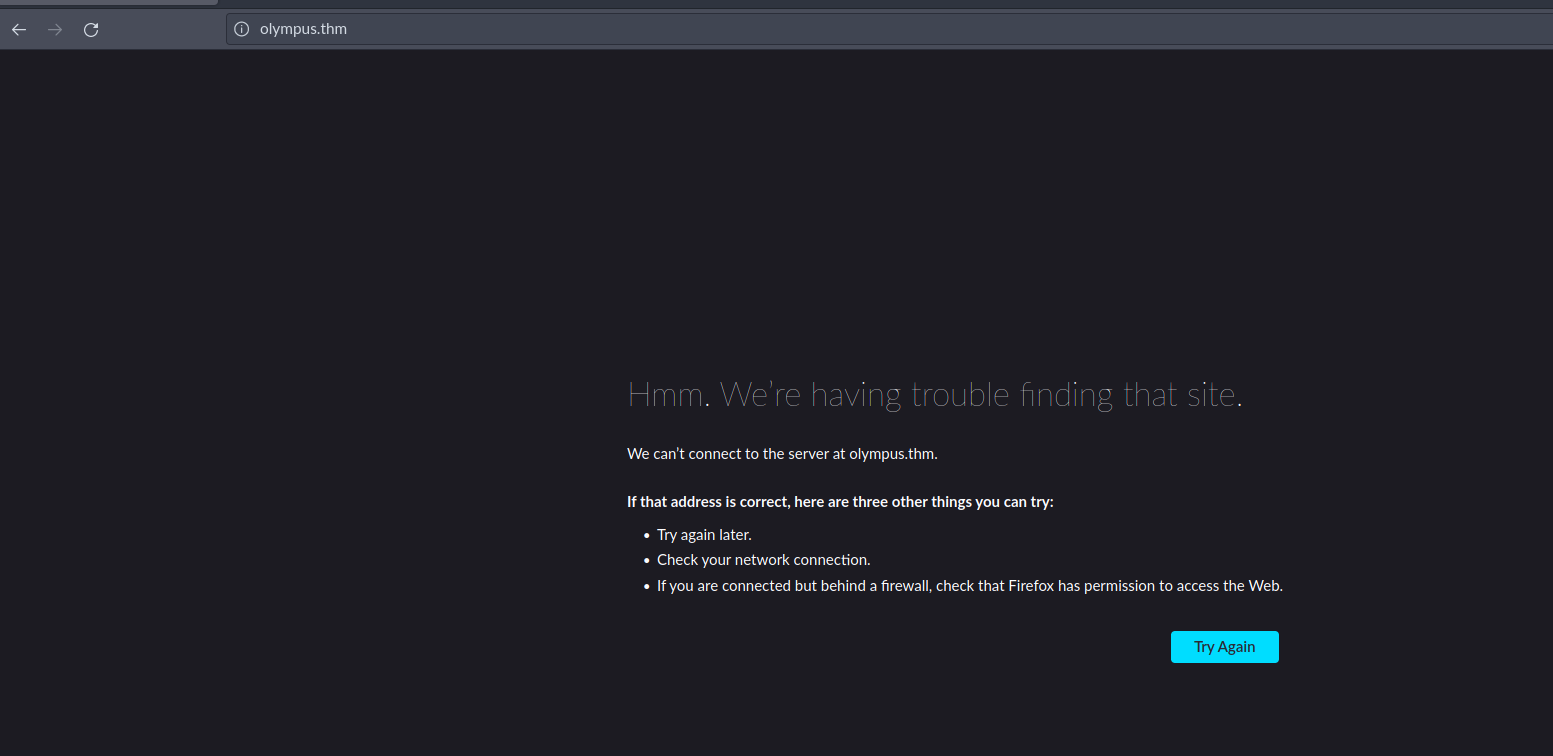 olympus.thm
Hmm. We're having trouble finding that site.
We can’t connect to the server at olympus.thm.
If that address is correct, here are three other things you can try:
• Try again later.
• Check your network connection.
• If you are connected but behind a firewall, check that Firefox has permission to access the Web.
Try Again